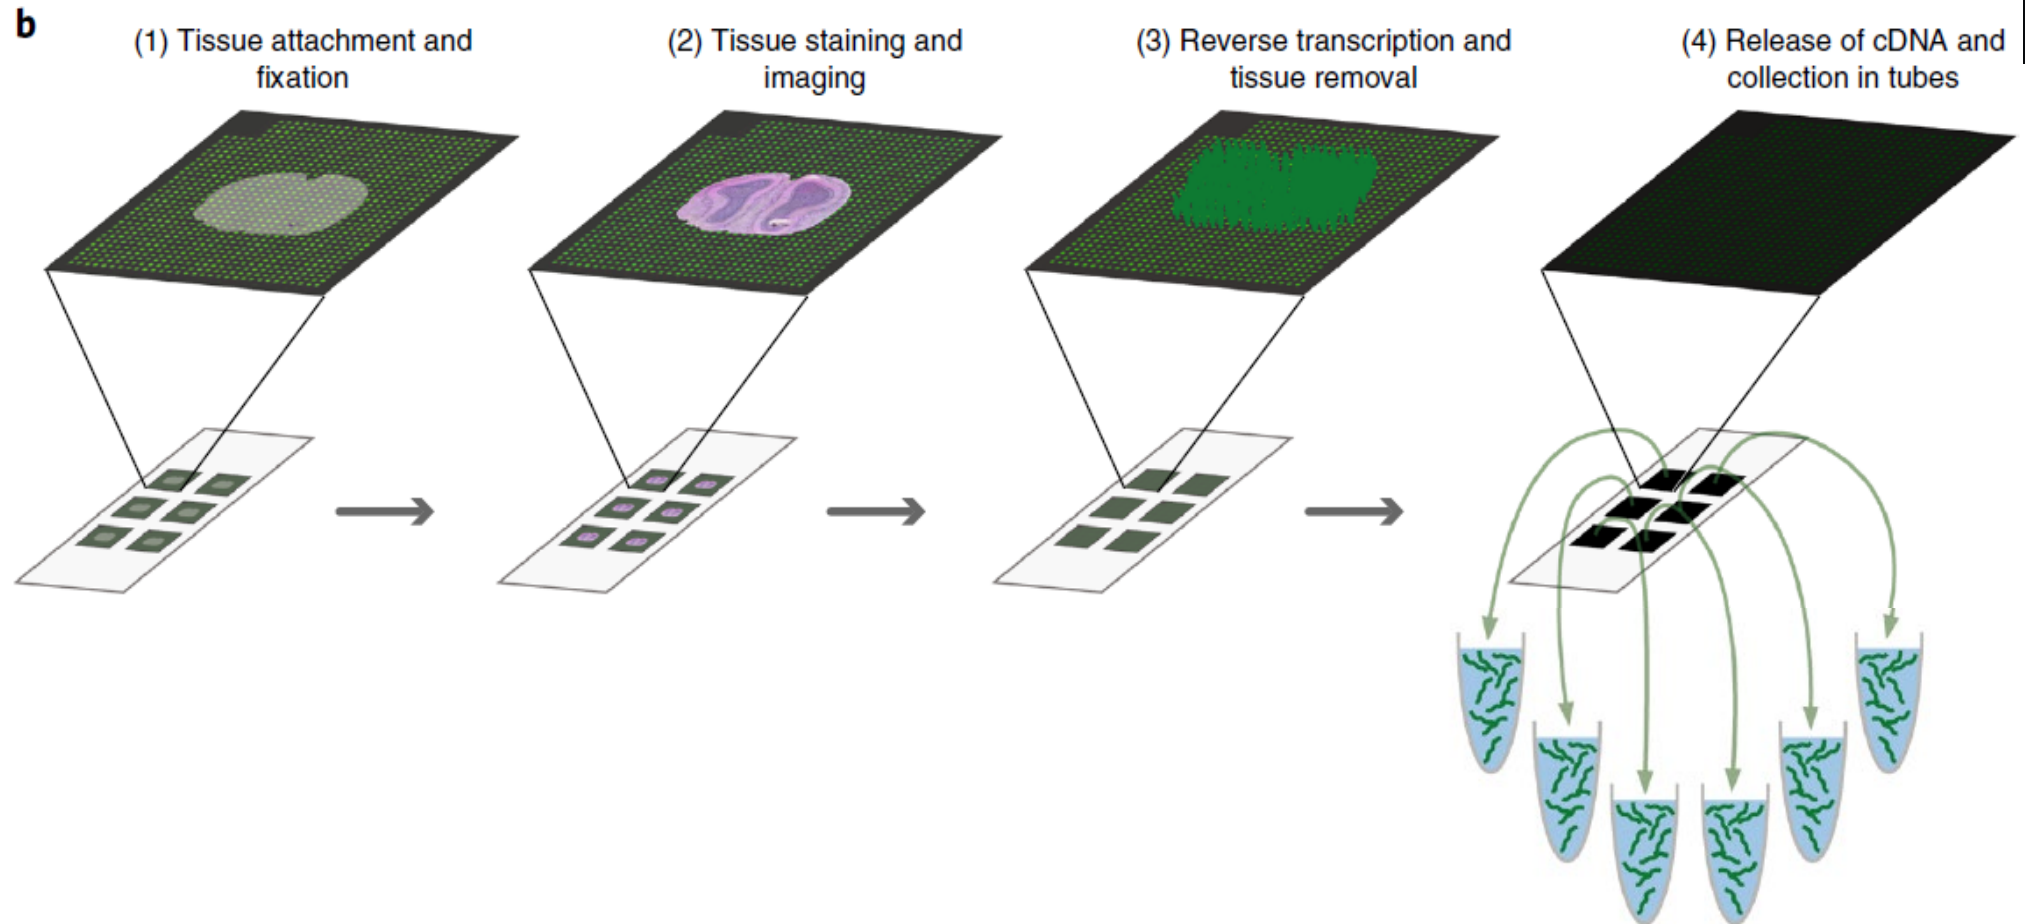 b
(1) Tissue attachment and
fixation
(2) Tissue staining and
imaging
(3) Reverse transcription and
tissue removal
(4) Release of cDNA and
collection in tubes